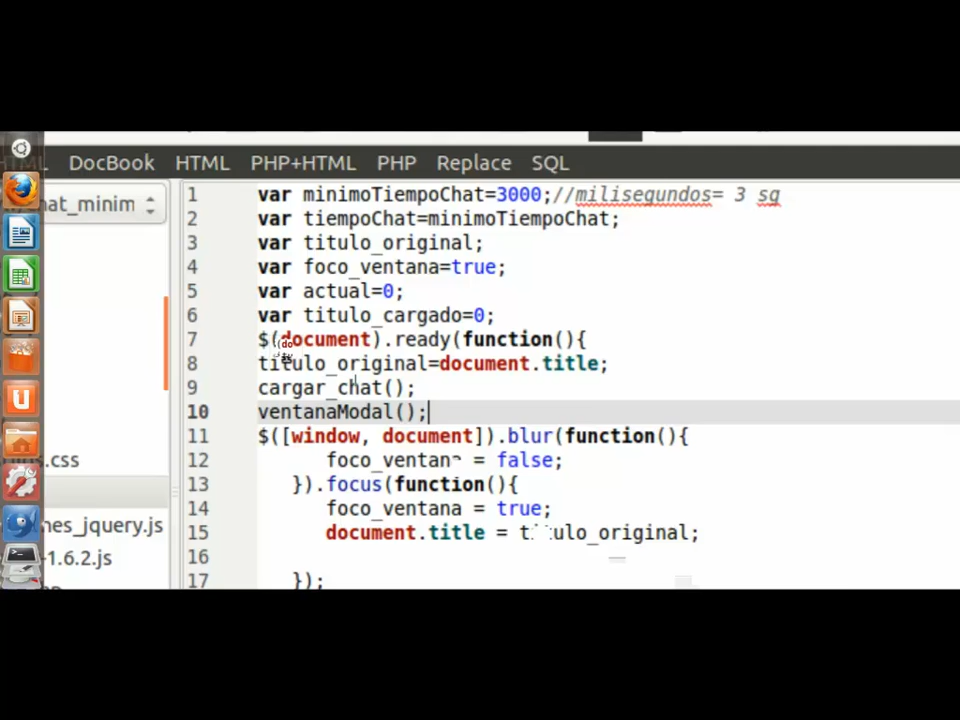 DocBook HTML PHP+HTML PHP Replace SQL
hat_minim
1 var minimoTiempoChat=3000;//milisegundos= 3 sg
2 var tiempoChat=minimoTiempoChat;
3 var titulo_original;
4 var foco_ventana=true;
5 var actual=0;
6 var titulo_cargado=0;
7 $(document).ready(function(){
8 titulo_original=document.title;
9 cargar_chat();
10 ventanaModal();
11 $([window, document]).blur(function(){
12 foco_ventana = false;
13 }).focus(function(){
14 foco_ventana = true;
15 document.title = titulo_original;
16
17 });
.css
nes_jquery.js
-1.6.2.js